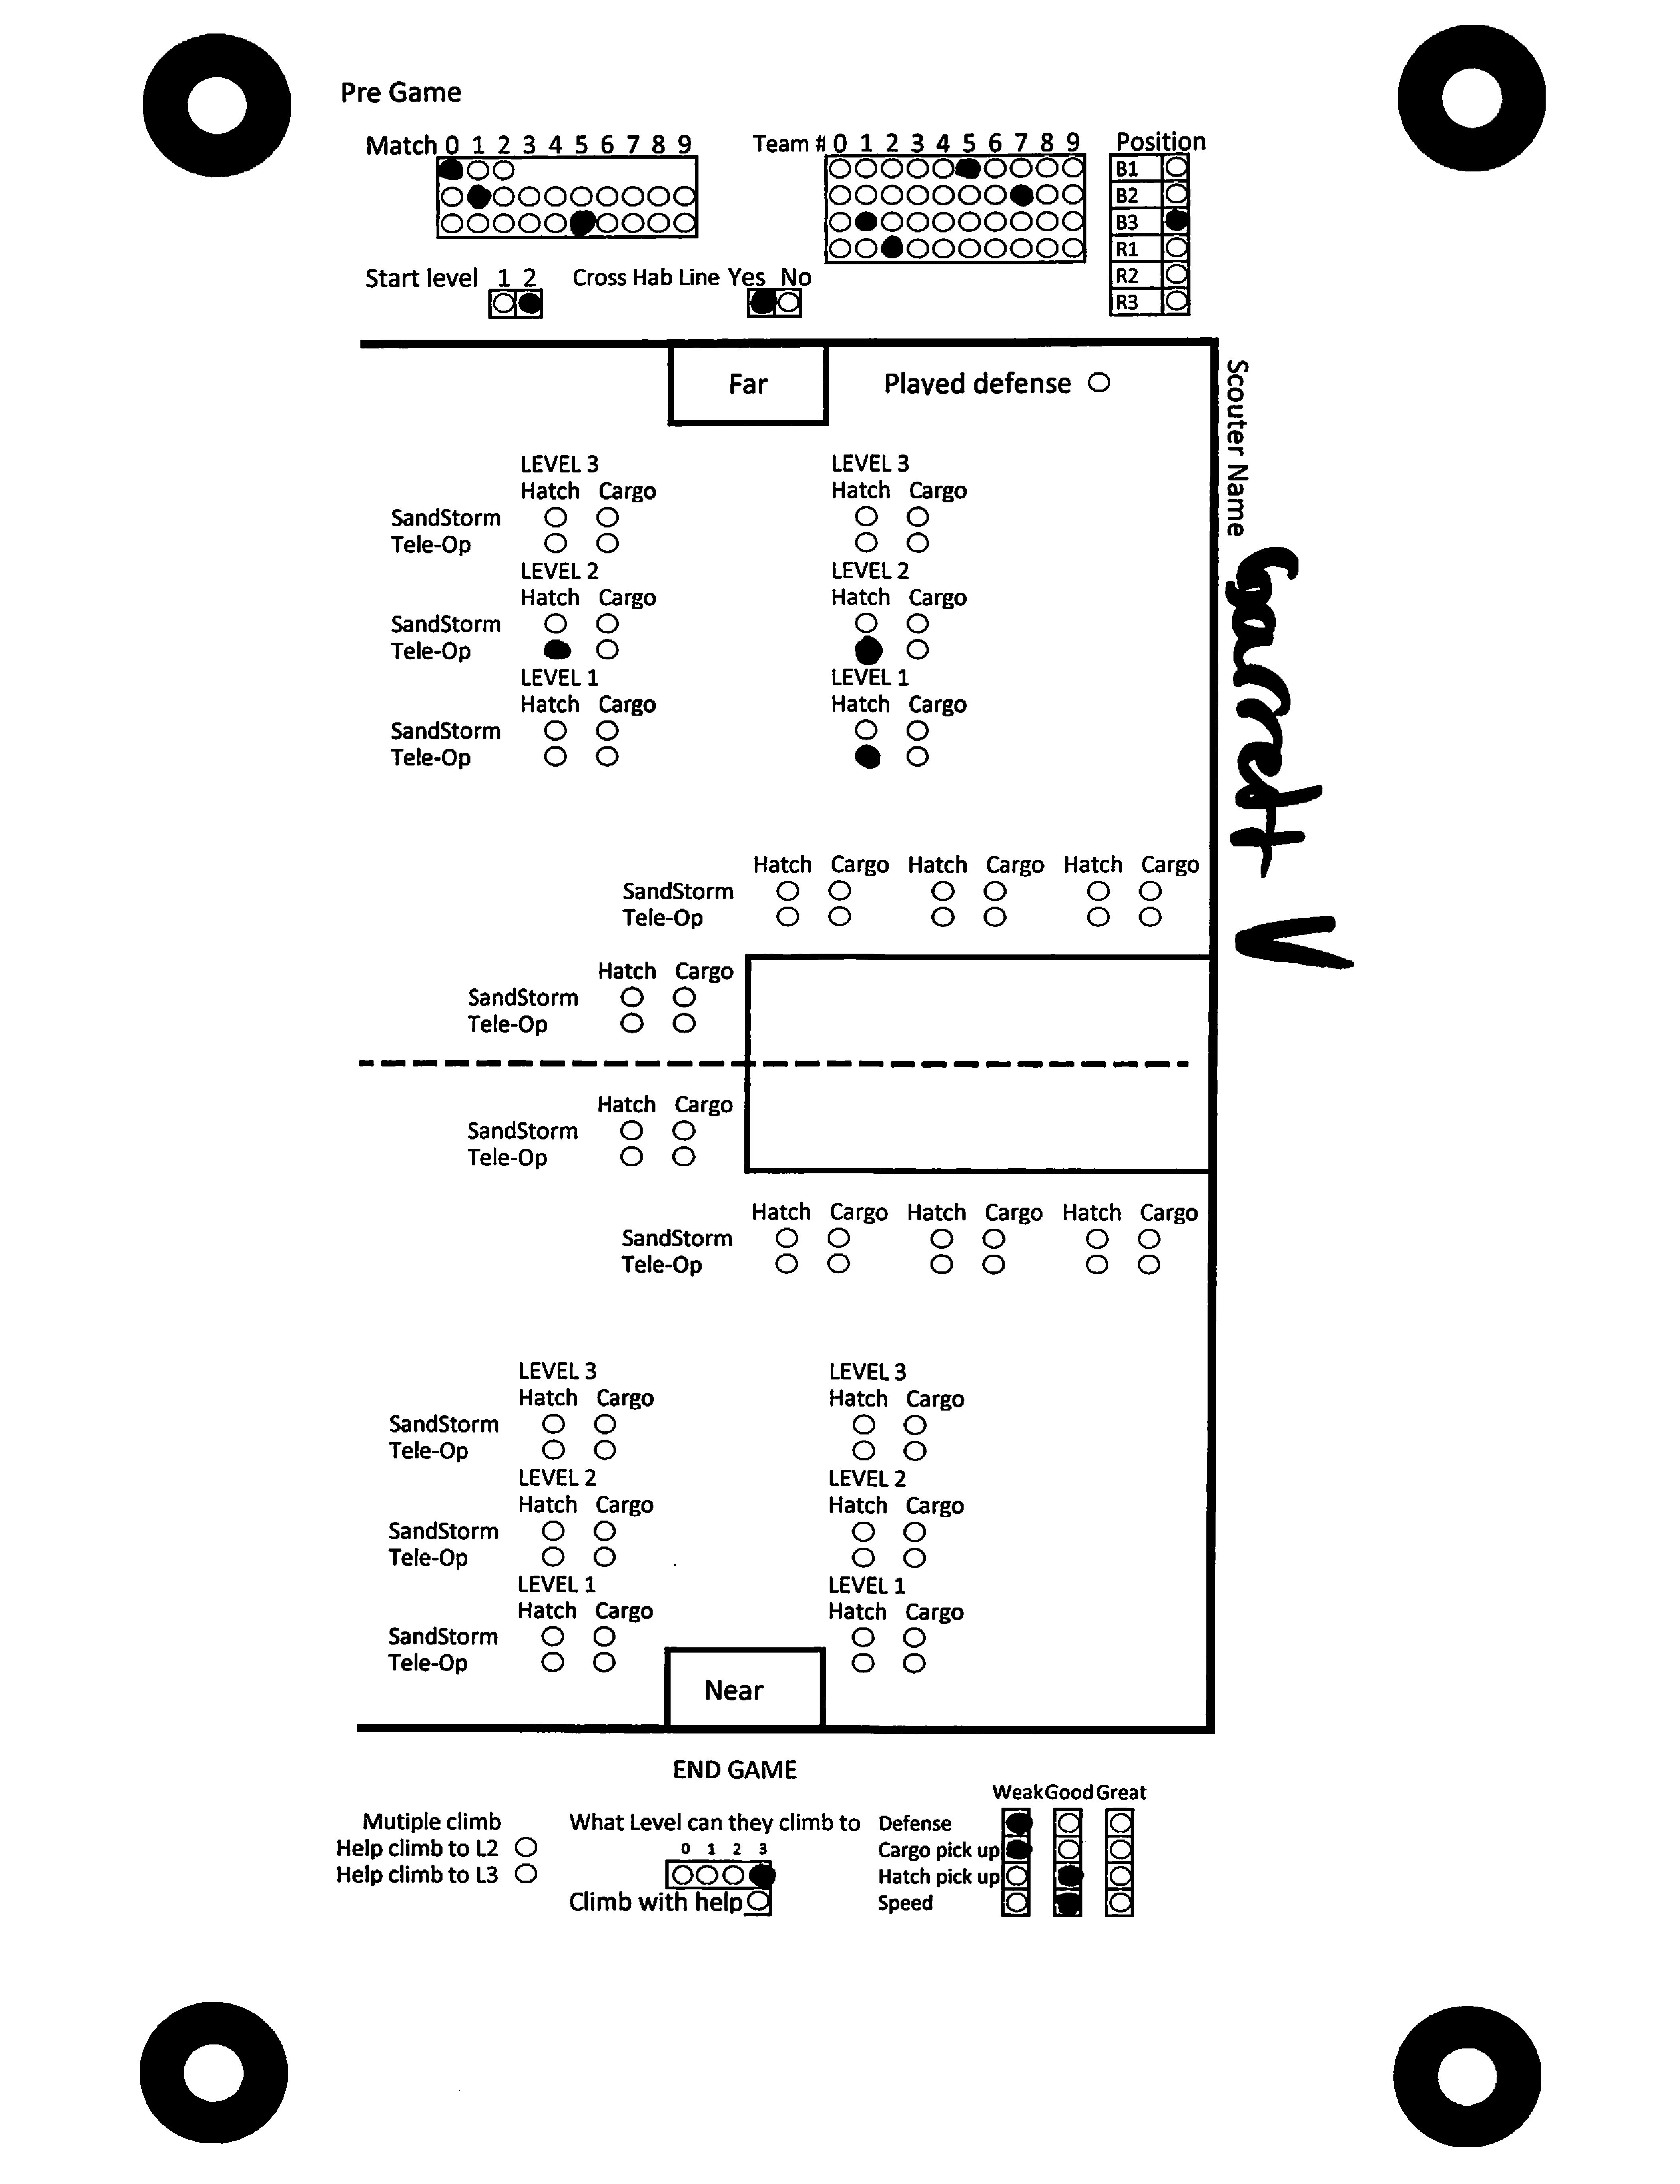 Pre Game
Match 0 1 2 3 4 5 6 7 8 9
Team # 0 1 2 3 4 5 6 7 8 9
Position
B1
B2
B3
R1
R2
R3
Start level 1 2
Cross Hab Line Yes No
Far
Played defense
Scouter Name
Garrett V
LEVEL 3 LEVEL 3
Hatch Cargo Hatch Cargo
SandStorm
Tele-Op
LEVEL 2 LEVEL 2
Hatch Cargo Hatch Cargo
SandStorm
Tele-Op
LEVEL 1 LEVEL 1
Hatch Cargo Hatch Cargo
SandStorm
Tele-Op
Hatch Cargo Hatch Cargo Hatch Cargo
SandStorm
Tele-Op
Hatch Cargo
SandStorm
Tele-Op
Hatch Cargo
SandStorm
Tele-Op
Hatch Cargo Hatch Cargo Hatch Cargo
SandStorm
Tele-Op
LEVEL 3 LEVEL 3
Hatch Cargo Hatch Cargo
SandStorm
Tele-Op
LEVEL 2 LEVEL 2
Hatch Cargo Hatch Cargo
SandStorm
Tele-Op
LEVEL 1 LEVEL 1
Hatch Cargo Hatch Cargo
SandStorm
Tele-Op
Near
END GAME
Mutiple climb
Help climb to L2
Help climb to L3
What Level can they climb to
0 1 2 3
Climb with help
Weak Good Great
Defense
Cargo pick up
Hatch pick up
Speed